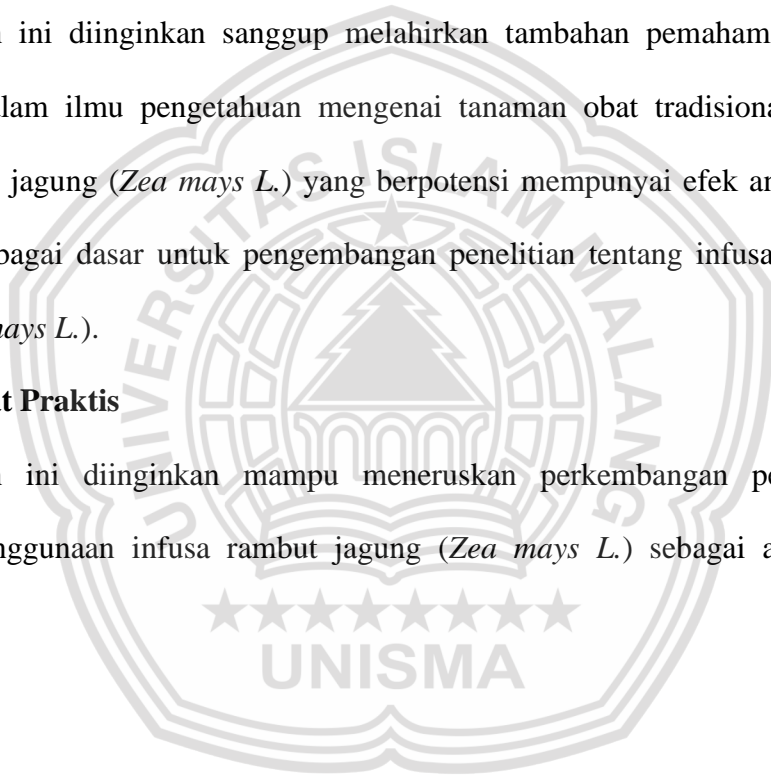 ini diinginkan sanggup melahirkan tambahan pemaham
lam ilmu pengetahuan mengenai tanaman obat tradisiona
jagung (Zea mays L.) yang berpotensi mempunyai efek
bagai dasar untuk pengembangan penelitian tentang infusa
mays L.).
t Praktis
ini diinginkan mampu meneruskan perkembangan pe
nggunaan infusa rambut jagung (Zea mays L.) sebagai a
UNIVERSITAS ISLAM MALANG
UNISMA